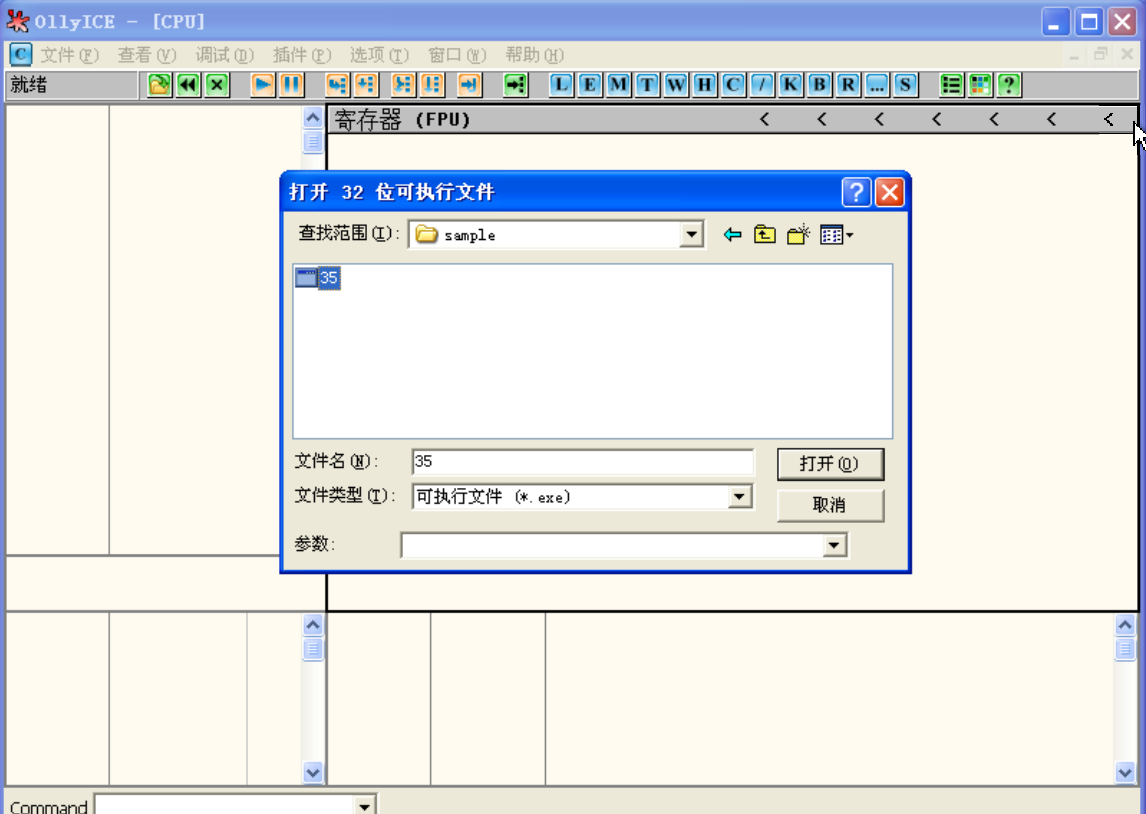 OllyICE - [CPU]
C 文件(F) 查看(V) 调试(D) 插件(P) 选项(T) 窗口(W) 帮助(H)
就绪 L E M T W H C / K B R ... S ?
寄存器 (FPU) < < < < < < <
打开 32 位可执行文件 ?
查找范围(I): sample
35
文件名(N): 35 打开(O)
文件类型(T): 可执行文件 (*.exe) 取消
参数:
Command